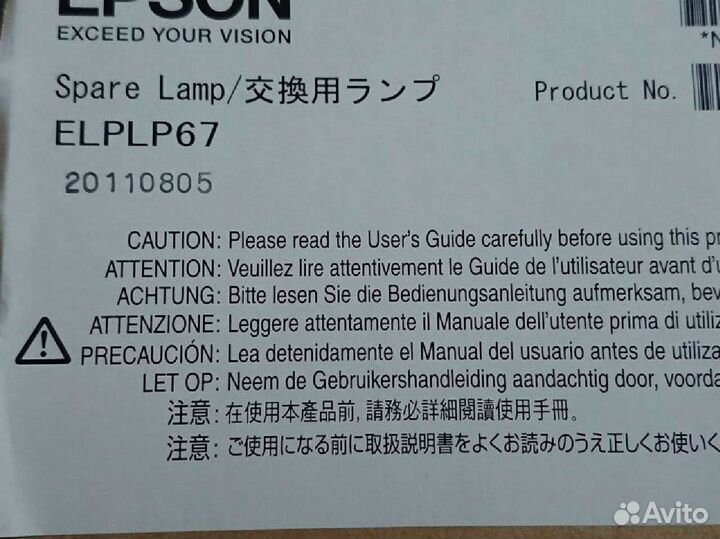 EPSON
EXCEED YOUR VISION
Spare Lamp/交換用ランプ
Product No.
ELPLP67
20110805
CAUTION: Please read the User's Guide carefully before using this
ATTENTION: Veuillez lire attentivement le Guide de l'utilisateur avant
ACHTUNG: Bitte lesen Sie die Bedienungsanleitung aufmerksam,
ATTENZIONE: Leggere attentamente il Manuale dell'utente prima di
PRECAUCIÓN: Lea detenidamente el Manual del usuario antes de
LET OP: Neem de Gebruikershandleiding aandachtig door,
注意: 在使用本產品前, 請務必詳細閱讀使用手冊。
注意: ご使用になる前に取扱説明書をよくお読みのうえ正しくお使いく
Avito